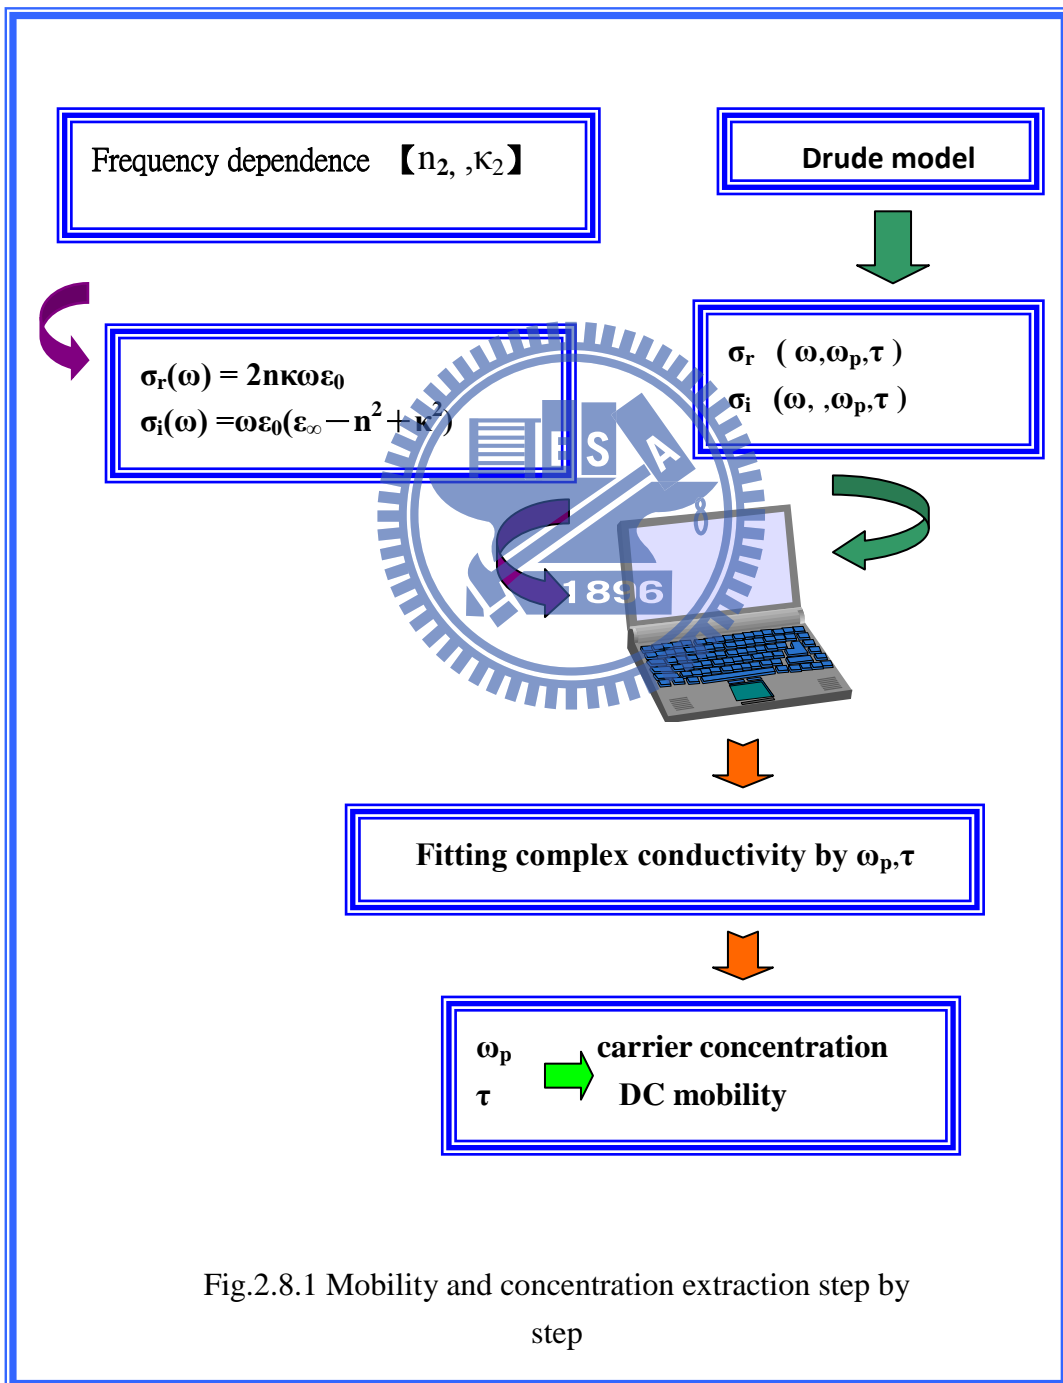 Frequency dependence 【n₂, ,κ₂】
Drude model
σᵣ(ω) = 2nκωε₀
σᵢ(ω) =ωε₀(ε∞－n²＋κ²)
σᵣ ( ω,ωₚ,τ )
σᵢ (ω, ,ωₚ,τ )
E S A
1896
Fitting complex conductivity by ωₚ,τ
ωₚ carrier concentration
τ DC mobility
Fig.2.8.1 Mobility and concentration extraction step by
step